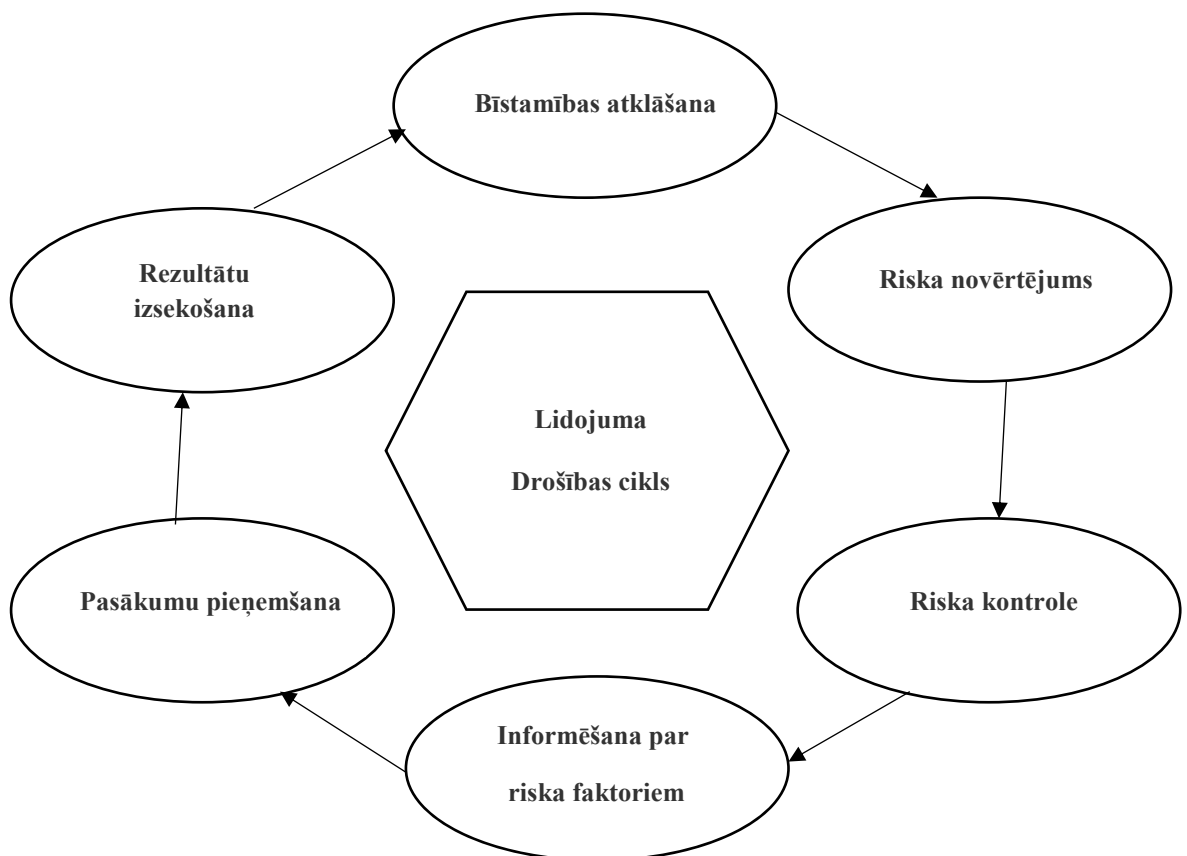 Bīstamības atklāšana
Riska novērtējums
Riska kontrole
Informēšana par
riska faktoriem
Pasākumu pieņemšana
Rezultātu
izsekošana
Lidojuma
Drošības cikls